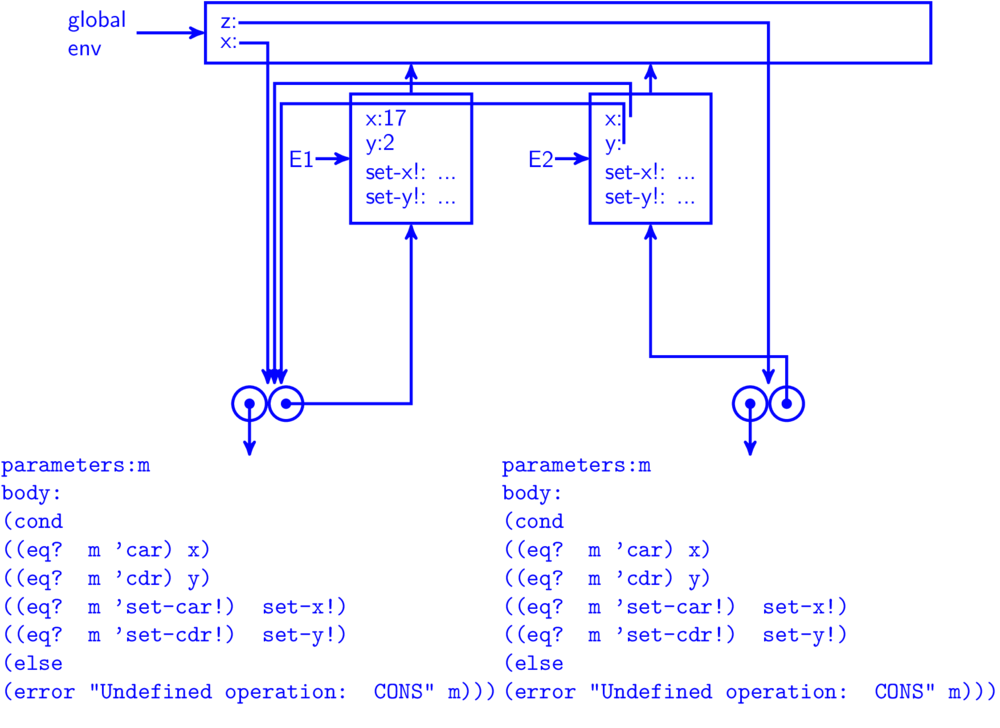 global
env
z:
x:
E1
x:17
y:2
set-x!: ...
set-y!: ...
E2
x:
y:
set-x!: ...
set-y!: ...
parameters:m
body:
(cond
((eq? m ’car) x)
((eq? m ’cdr) y)
((eq? m ’set-car!) set-x!)
((eq? m ’set-cdr!) set-y!)
(else
(error "Undefined operation: CONS" m)))
parameters:m
body:
(cond
((eq? m ’car) x)
((eq? m ’cdr) y)
((eq? m ’set-car!) set-x!)
((eq? m ’set-cdr!) set-y!)
(else
(error "Undefined operation: CONS" m)))